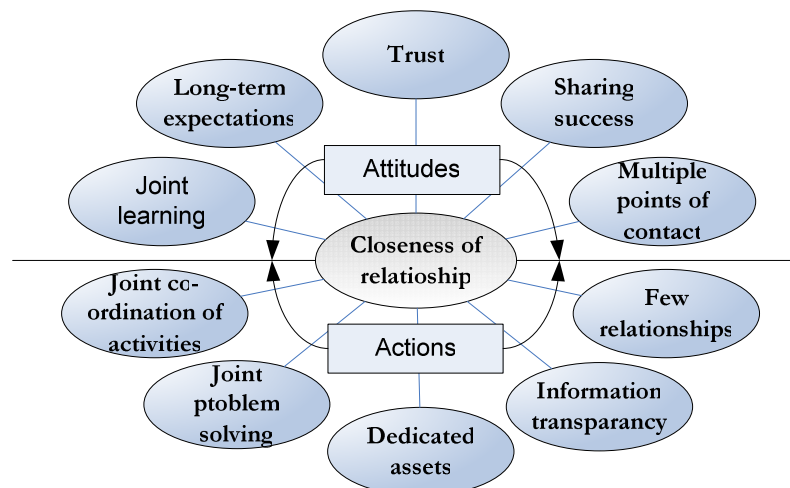 Trust
Long-term
expectations
Sharing
success
Attitudes
Joint
learning
Multiple
points of
contact
Closeness of
relatioship
Joint co-
ordination of
activities
Few
relationships
Actions
Joint
ptoblem
solving
Information
transparancy
Dedicated
assets